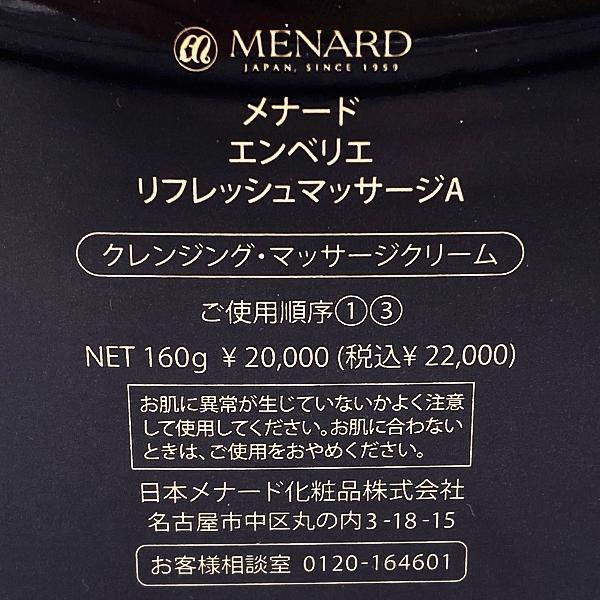 MENARD
JAPAN, SINCE 1959
メナード
エンベリエ
リフレッシュマッサージA
クレンジング・マッサージクリーム
ご使用順序①③
NET 160g ¥20,000 (税込¥22,000)
お肌に異常が生じていないかよく注意
して使用してください。お肌に合わない
ときは、ご使用をおやめください。
日本メナード化粧品株式会社
名古屋市中区丸の内3-18-15
お客様相談室 0120-164601